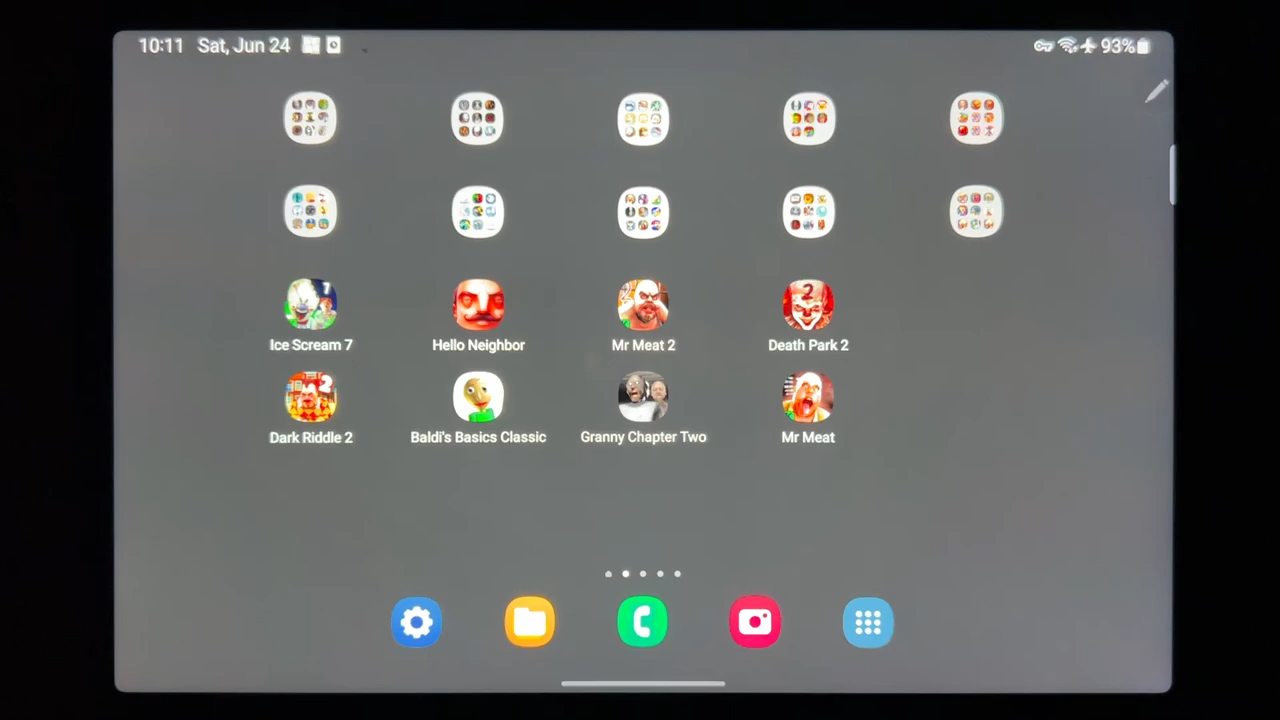 10:11 Sat, Jun 24 93%
Ice Scream 7 Hello Neighbor Mr Meat 2 Death Park 2
Dark Riddle 2 Baldi's Basics Classic Granny Chapter Two Mr Meat